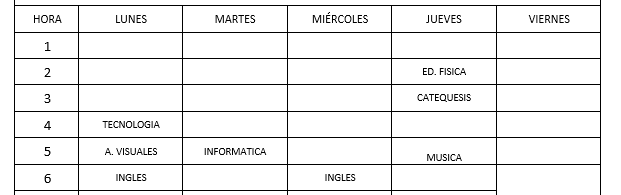 HORA LUNES MARTES MIÉRCOLES JUEVES VIERNES
1
2 ED. FISICA
3 CATEQUESIS
4 TECNOLOGIA
5 A. VISUALES INFORMATICA MUSICA
6 INGLES INGLES